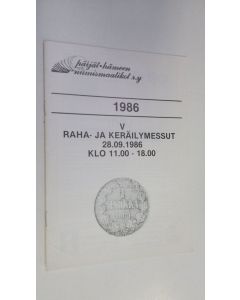 päijät-hämeen
numismaatikot r.y
1986
V
RAHA- JA KERÄILYMESSUT
28.09.1986
KLO 11.00 - 18.00